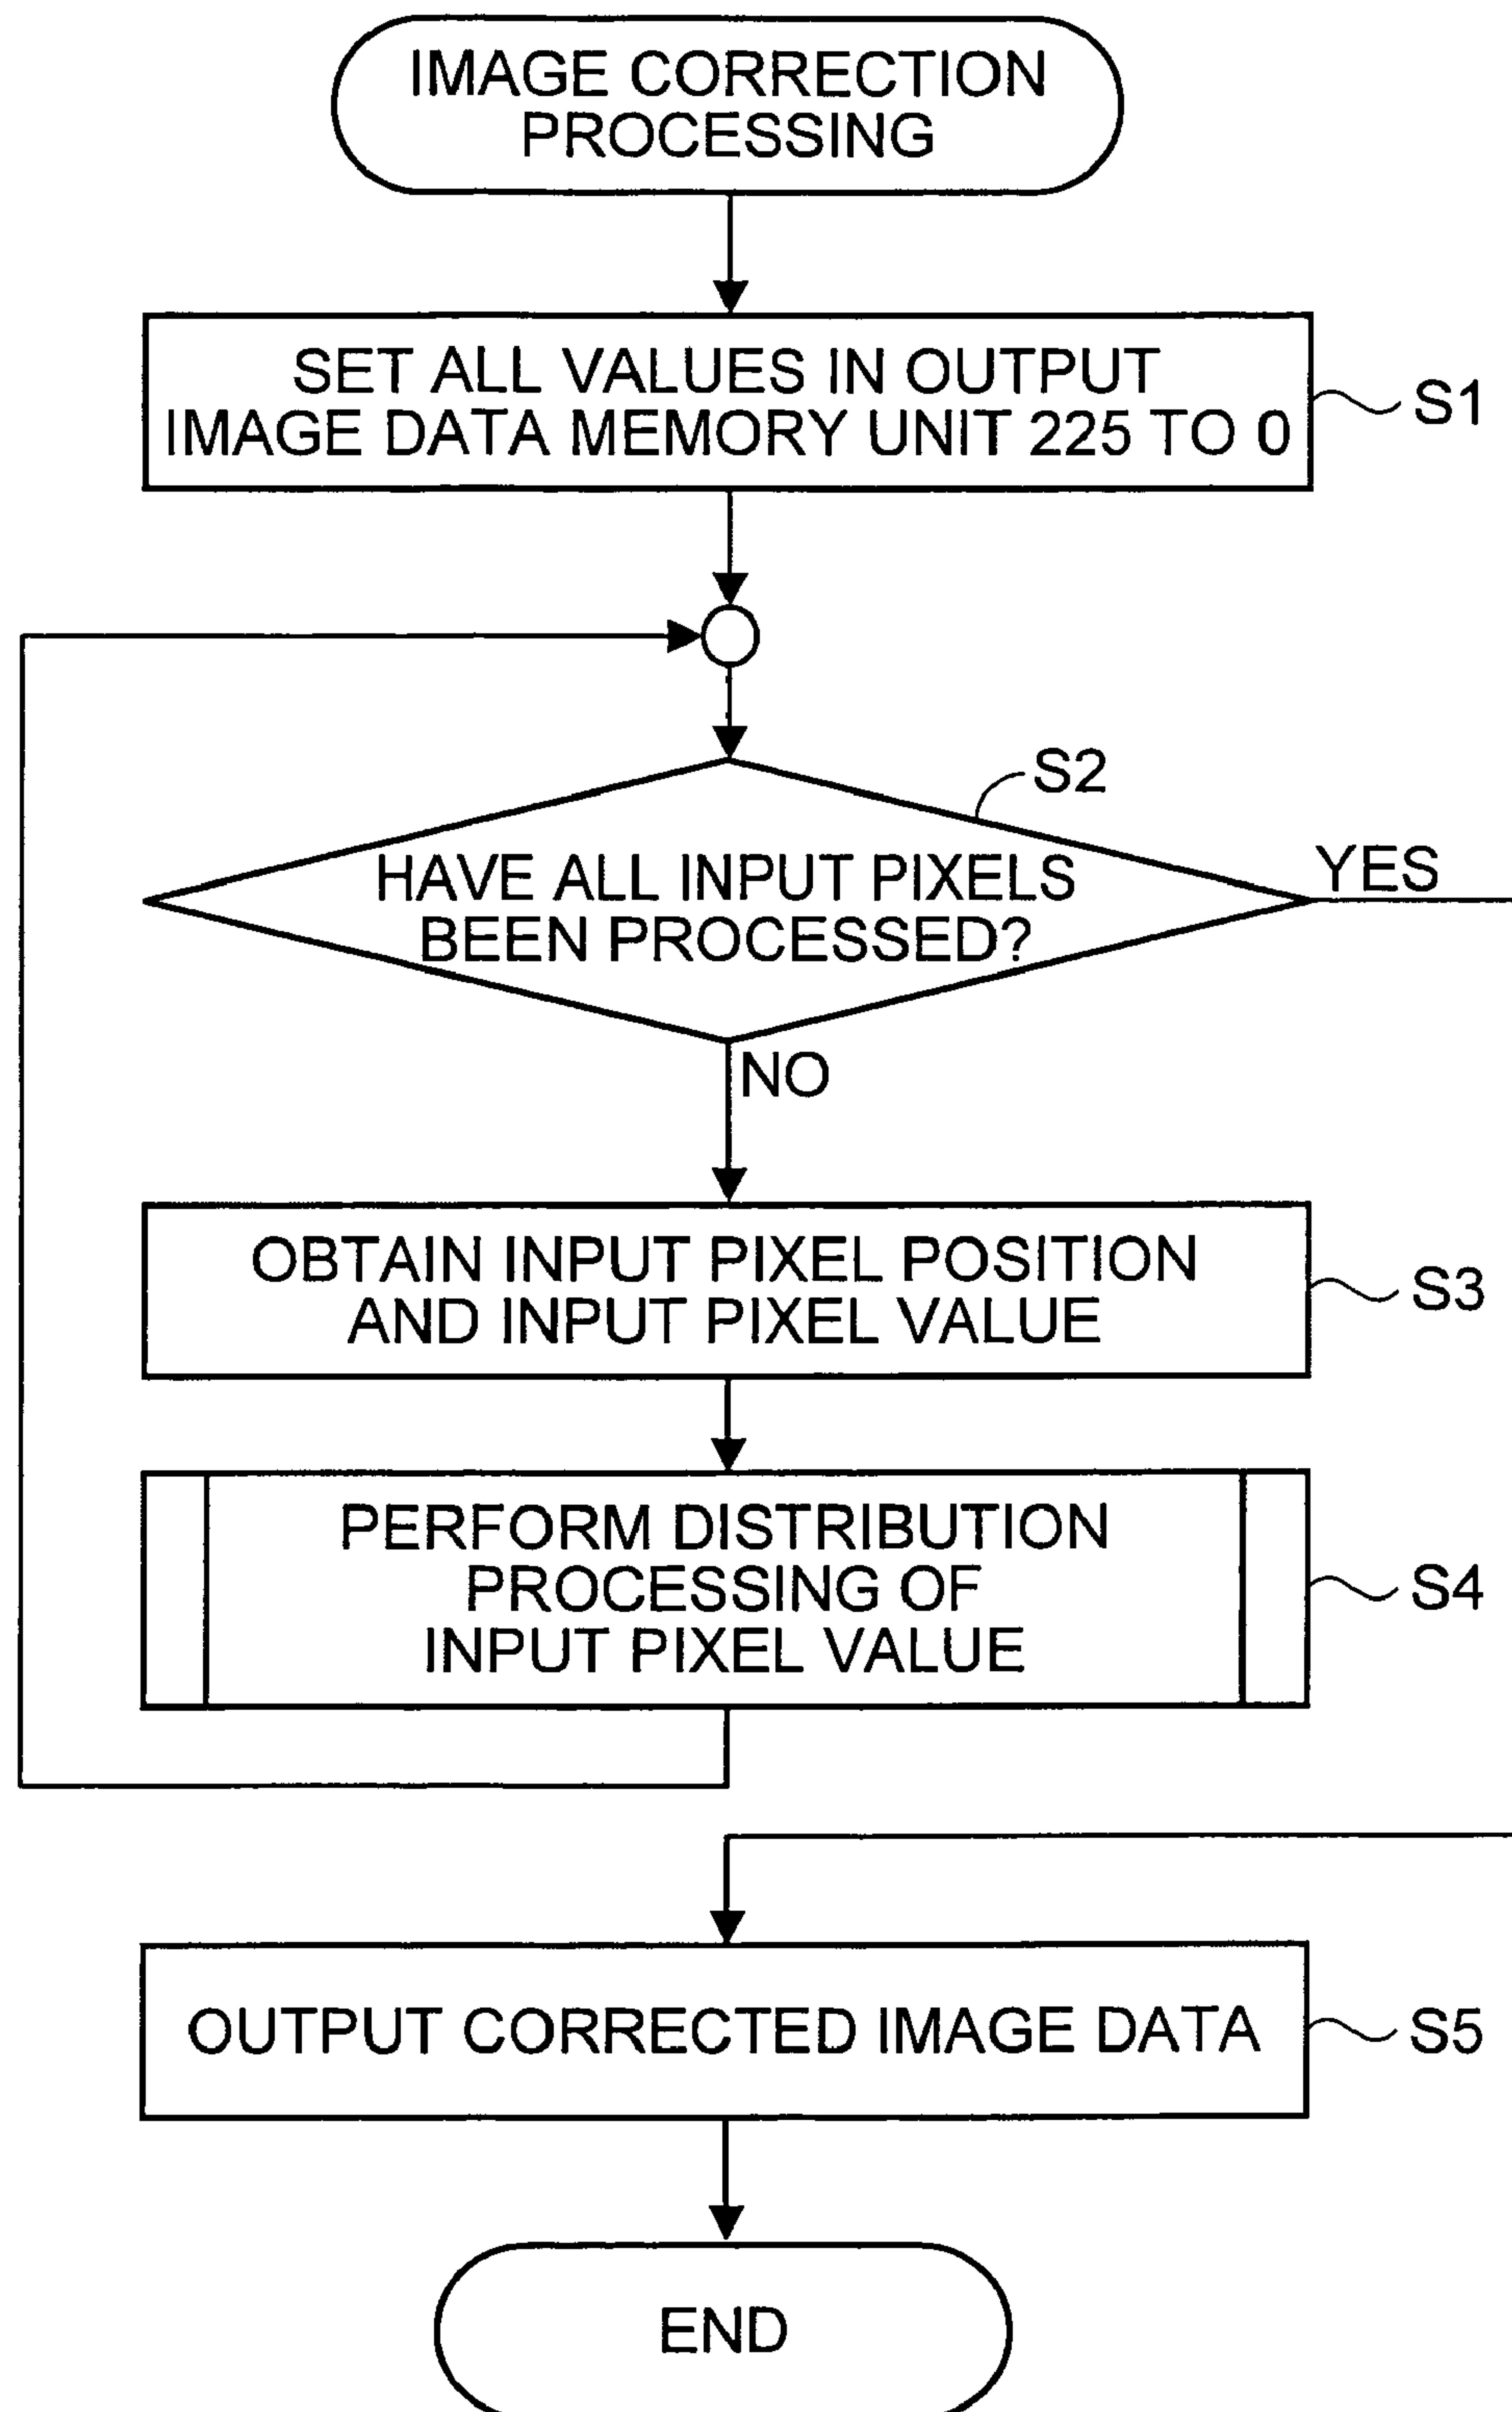 IMAGE CORRECTION
PROCESSING
SET ALL VALUES IN OUTPUT
IMAGE DATA MEMORY UNIT 225 TO 0
S1
S2
HAVE ALL INPUT PIXELS
BEEN PROCESSED?
YES
NO
OBTAIN INPUT PIXEL POSITION
AND INPUT PIXEL VALUE
S3
PERFORM DISTRIBUTION
PROCESSING OF
INPUT PIXEL VALUE
S4
OUTPUT CORRECTED IMAGE DATA
S5
END